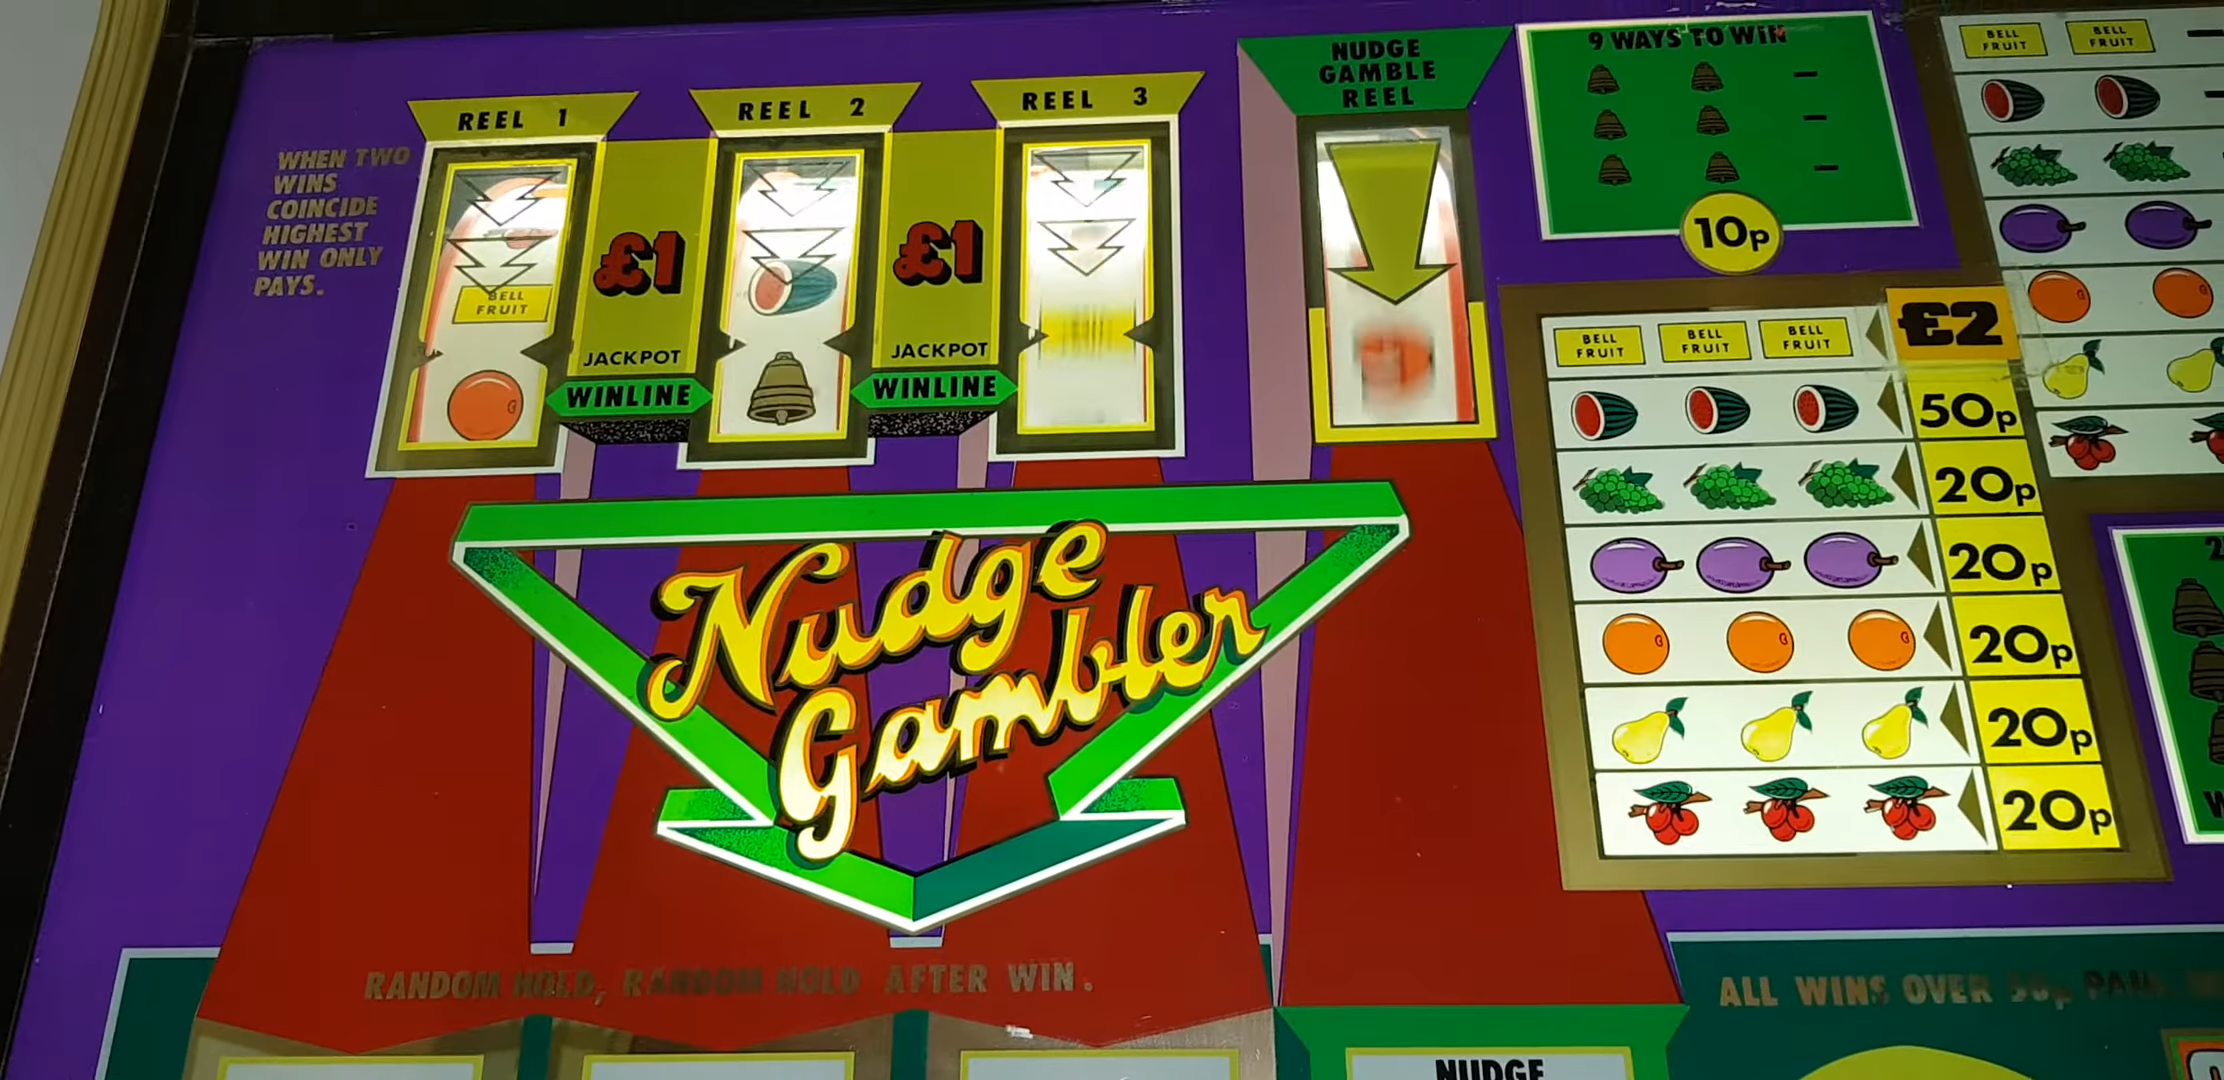 WHEN TWO
WINS
COINCIDE
HIGHEST
WIN ONLY
PAYS.
REEL 1
REEL 2
REEL 3
£1
£1
BELL
FRUIT
JACKPOT
JACKPOT
WINLINE
WINLINE
NUDGE
GAMBLE
REEL
9 WAYS TO WIN
10p
BELL
FRUIT
BELL
FRUIT
BELL
FRUIT
BELL
FRUIT
BELL
FRUIT
£2
50p
20p
20p
20p
20p
20p
Nudge
Gambler
RANDOM HOLD, RANDOM HOLD AFTER WIN.
ALL WINS OVER 50p
NUDGE